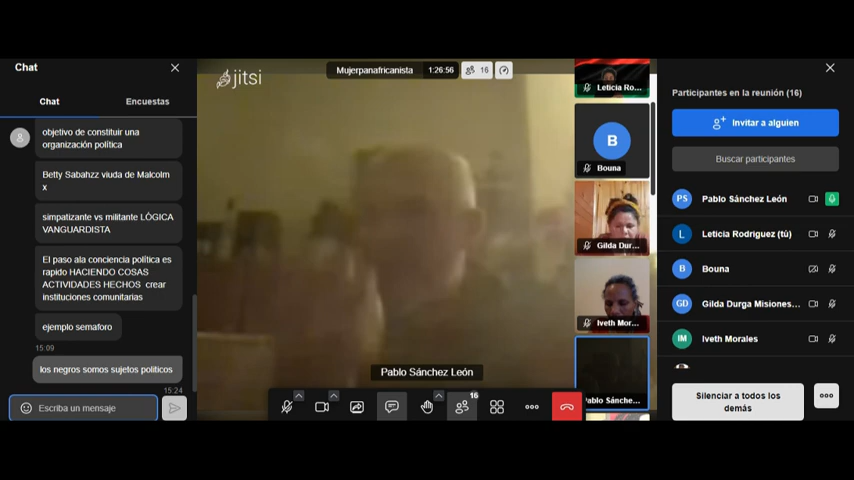 Chat
Chat
Encuestas
objetivo de constituir una
organización política
Betty Sabahzz viuda de Malcolm
x
simpatizante vs militante LÓGICA
VANGUARDISTA
El paso ala conciencia política es
rapido HACIENDO COSAS
ACTIVIDADES HECHOS crear
instituciones comunitarias
ejemplo semaforo
15:09
los negros somos sujetos politicos
15:24
Escriba un mensaje
jitsi
Mujerpanafricanista
1:26:56
16
Pablo Sánchez León
16
Leticia Ro...
B
Bouna
Gilda Dur...
Iveth Mor...
Pablo Sánche...
Participantes en la reunión (16)
Invitar a alguien
Buscar participantes
PS Pablo Sánchez León
L Leticia Rodriguez (tú)
B Bouna
GD Gilda Durga Misiones...
IM Iveth Morales
Silenciar a todos los
demás